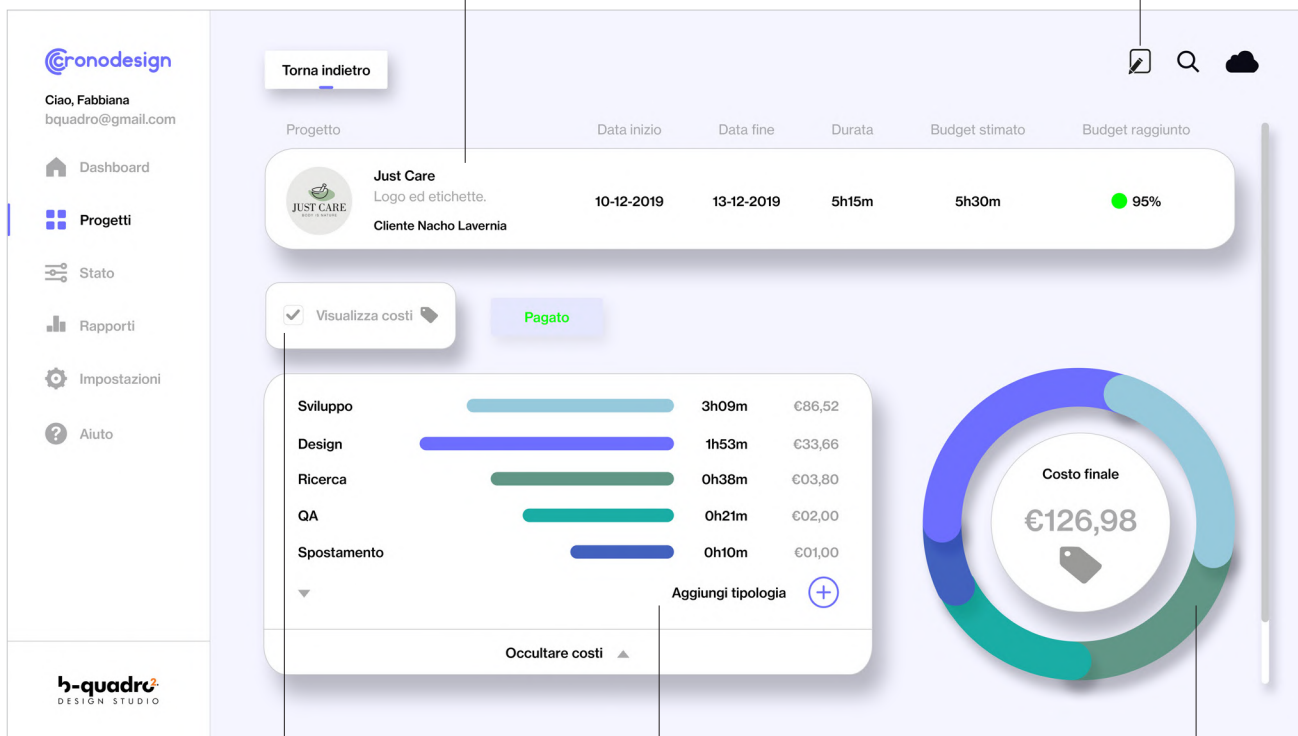 Cronodesign
Torna indietro
Ciao, Fabbiana
bquadro@gmail.com
Dashboard
Progetti
Stato
Rapporti
Impostazioni
Aiuto
b-quadro2.
DESIGN STUDIO
Progetto Data inizio Data fine Durata Budget stimato Budget raggiunto
JUST CARE
BODY IS NATURE
Just Care
Logo ed etichette.
Cliente Nacho Lavernia
10-12-2019 13-12-2019 5h15m 5h30m 95%
Visualizza costi
Pagato
Sviluppo 3h09m €86,52
Design 1h53m €33,66
Ricerca 0h38m €03,80
QA 0h21m €02,00
Spostamento 0h10m €01,00
Aggiungi tipologia
Occultare costi
Costo finale
€126,98